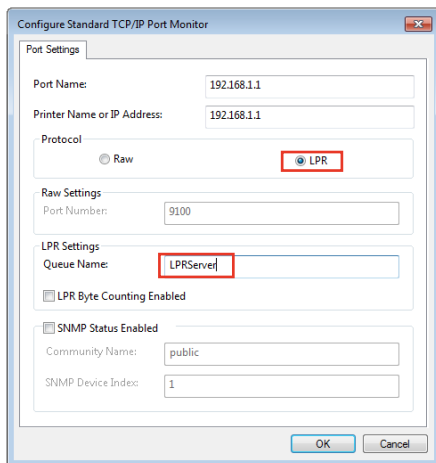 Configure Standard TCP/IP Port Monitor
Port Settings
Port Name: 192.168.1.1
Printer Name or IP Address: 192.168.1.1
Protocol
Raw LPR
Raw Settings
Port Number: 9100
LPR Settings
Queue Name: LPRServer
LPR Byte Counting Enabled
SNMP Status Enabled
Community Name: public
SNMP Device Index: 1
OK Cancel